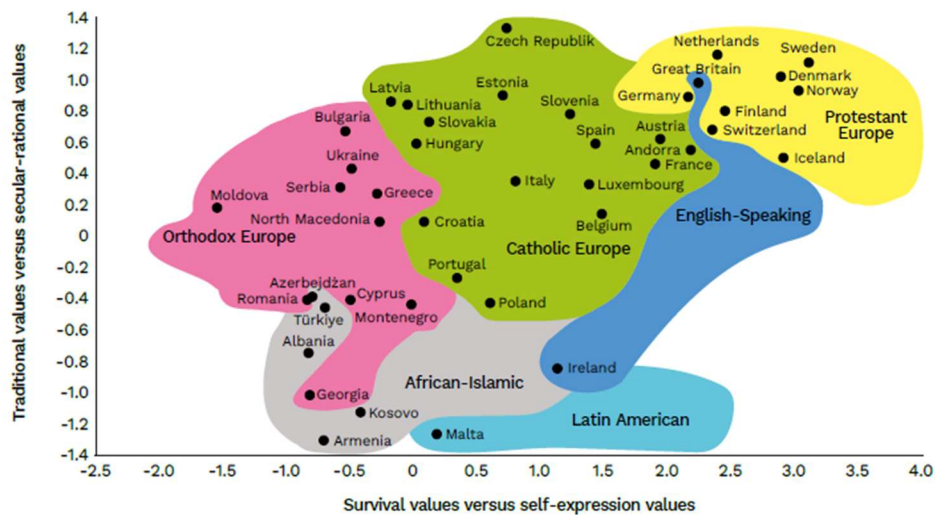 Traditional values versus secular-rational values
1.4
1.2
1.0
0.8
0.6
0.4
0.2
0
-0.2
-0.4
-0.6
-0.8
-1.0
-1.2
-1.4
Czech Republik
Netherlands
Sweden
Great Britain
Denmark
Norway
Germany
Latvia
Estonia
Lithuania
Slovenia
Finland
Protestant
Europe
Bulgaria
Slovakia
Switzerland
Hungary
Spain
Austria
Andorra
Iceland
Ukraine
France
Serbia
Greece
Italy
Luxembourg
Moldova
North Macedonia
Croatia
Belgium
English-Speaking
Orthodox Europe
Catholic Europe
Portugal
Azerbejdżan
Romania
Cyprus
Poland
Türkiye
Montenegro
Albania
Ireland
African-Islamic
Georgia
Kosovo
Latin American
Armenia
Malta
-2.5 -2.0 -1.5 -1.0 -0.5 0 0.5 1.0 1.5 2.0 2.5 3.0 3.5 4.0
Survival values versus self-expression values